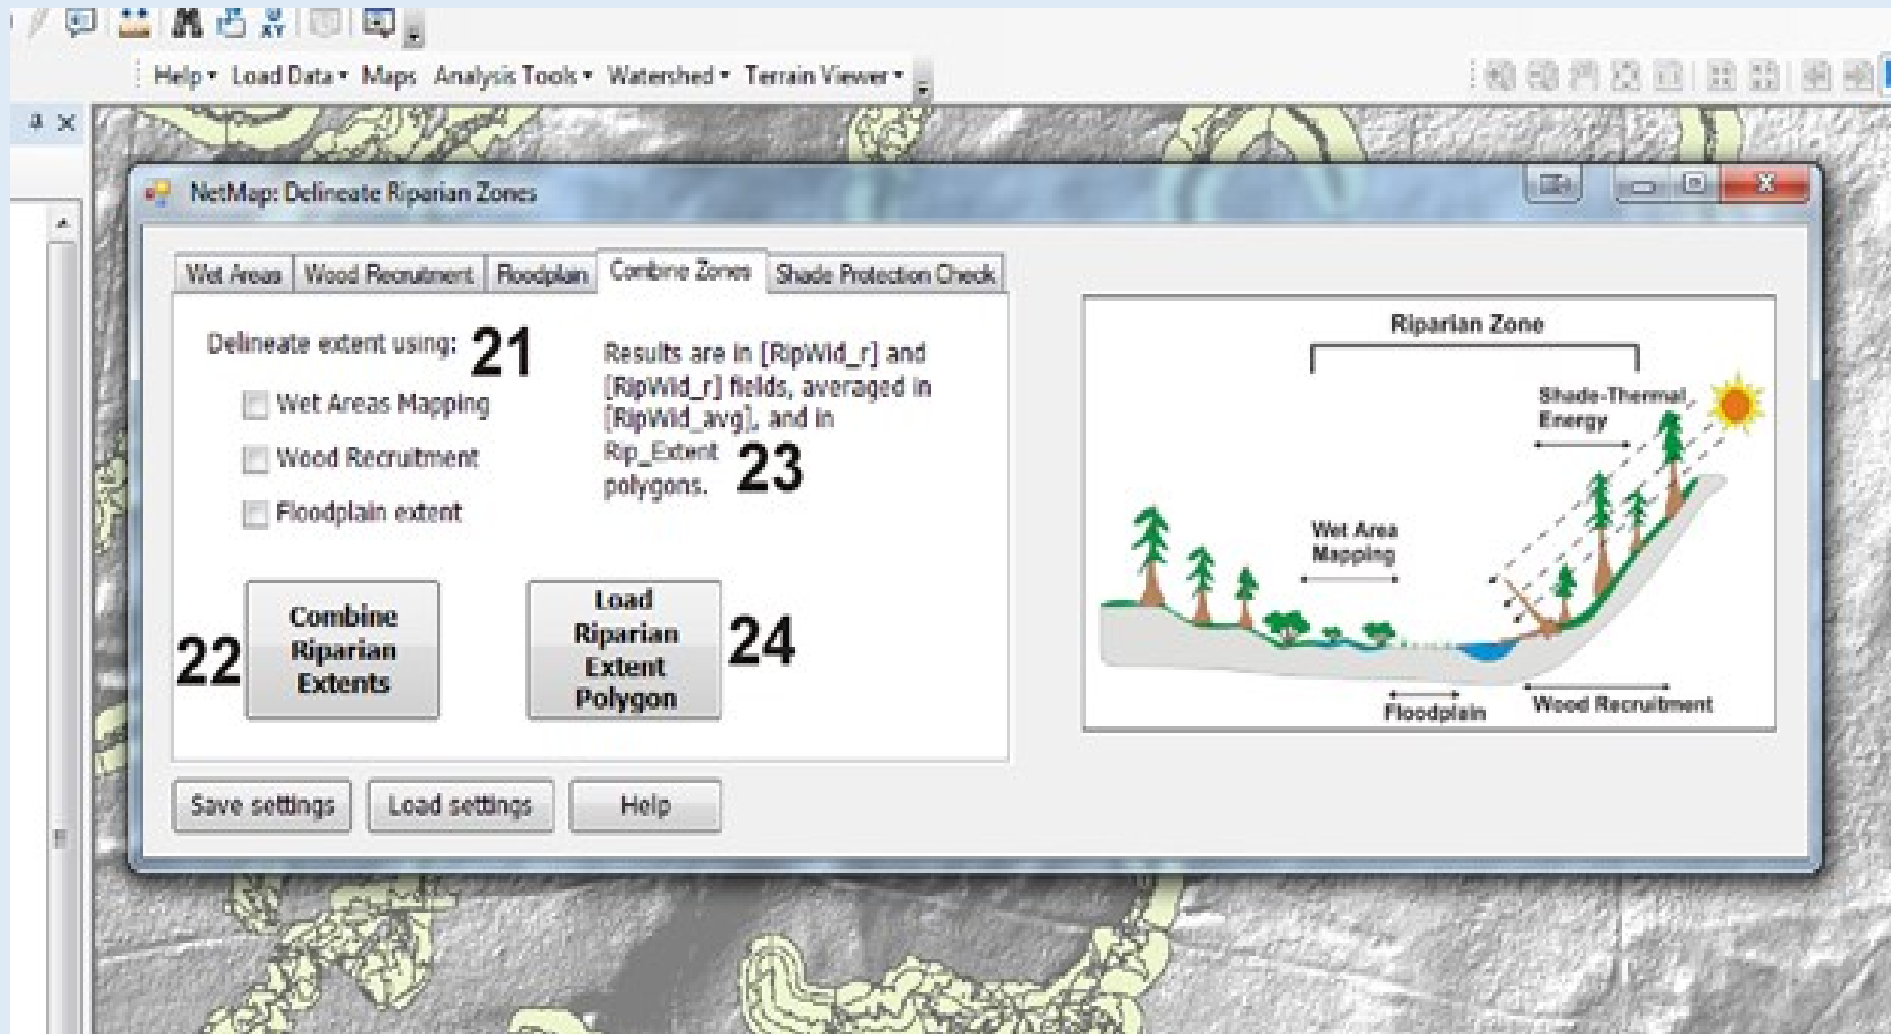 XY
Help Load Data Maps Analysis Tools Watershed Terrain Viewer
NetMap: Delineate Riparian Zones
Wet Areas Wood Recruitment Floodplain Combine Zones Shade Protection Check
Delineate extent using: 21
Wet Areas Mapping
Wood Recruitment
Floodplain extent
Results are in [RipWid_r] and
[RipWid_r] fields, averaged in
[RipWid_avg], and in
Rip_Extent 23
polygons.
22
Combine
Riparian
Extents
Load
Riparian
Extent
Polygon
24
Save settings Load settings Help
Riparian Zone
Shade-Thermal
Energy
Wet Area
Mapping
Floodplain
Wood Recruitment